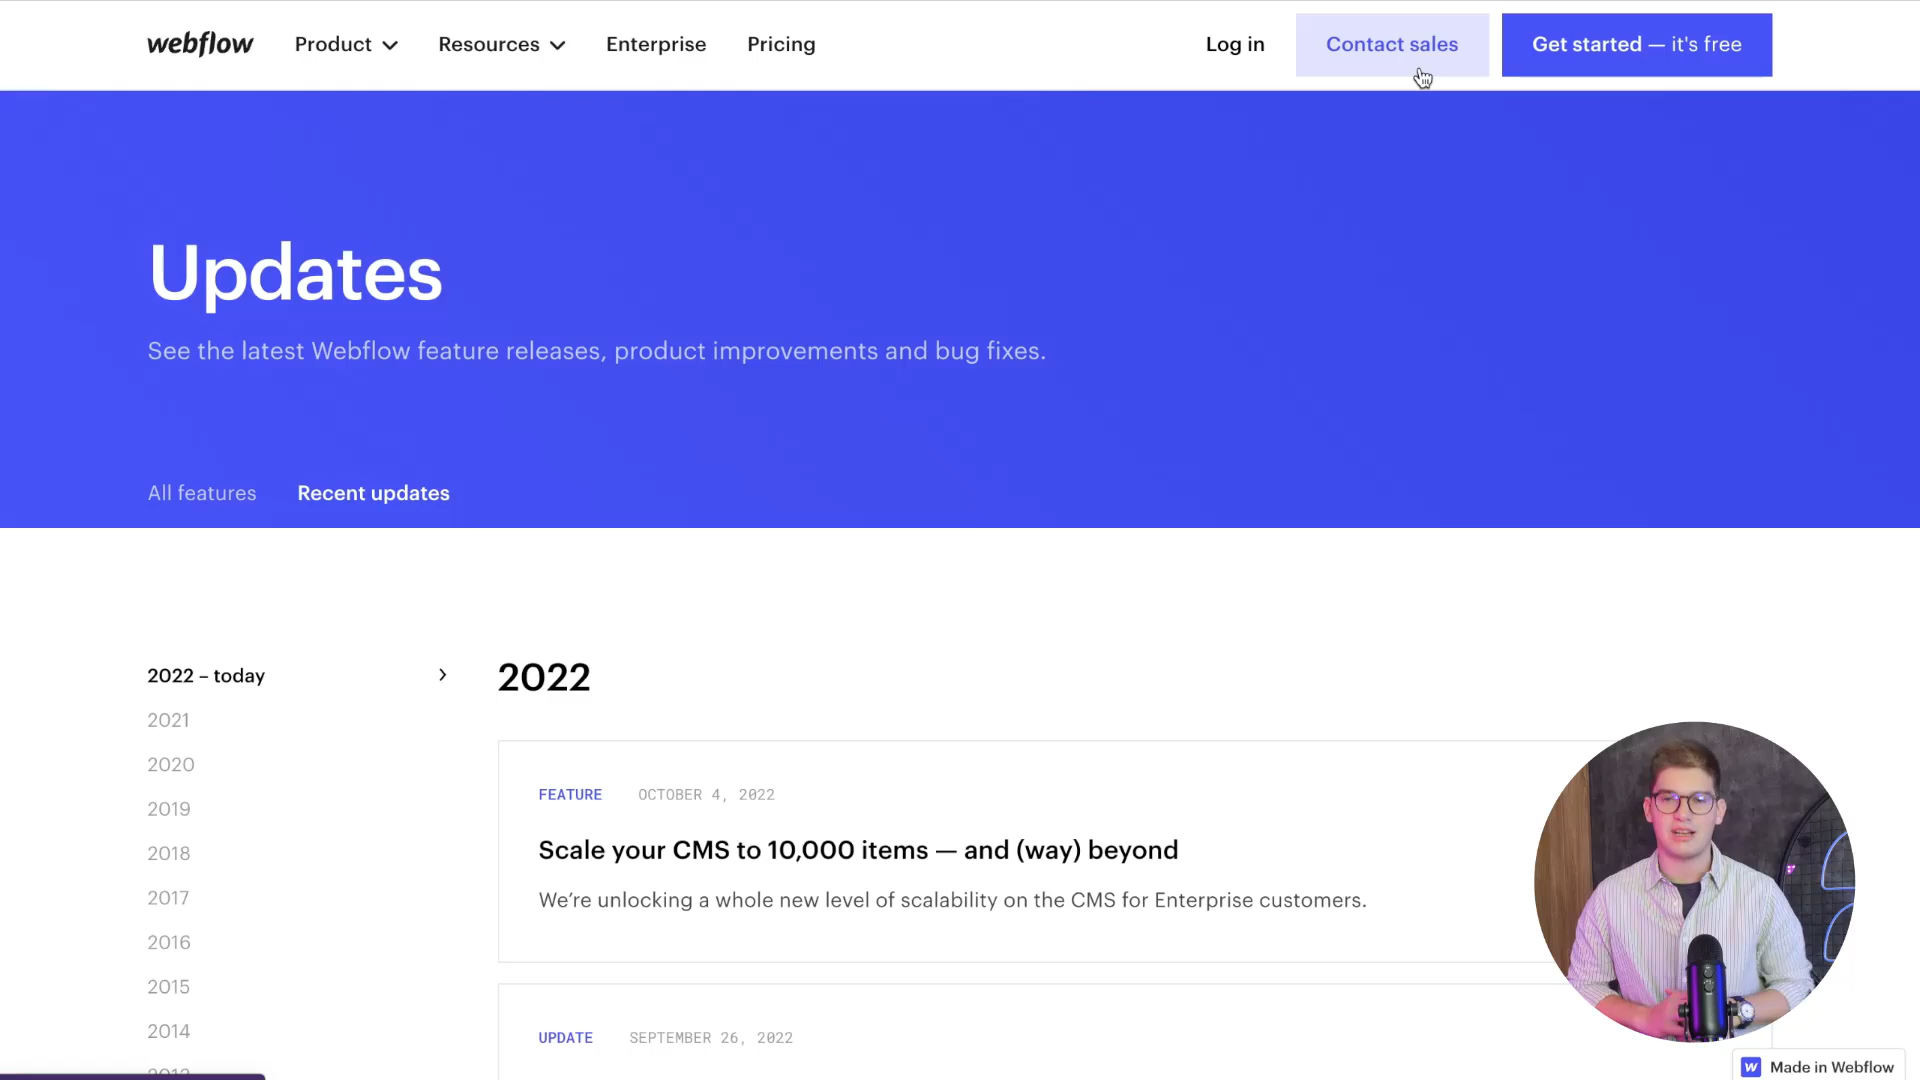 webflow Product Resources Enterprise Pricing Log in Contact sales Get started — it's free
Updates
See the latest Webflow feature releases, product improvements and bug fixes.
All features Recent updates
2022 – today
2021
2020
2019
2018
2017
2016
2015
2014
2013
2022
FEATURE OCTOBER 4, 2022
Scale your CMS to 10,000 items — and (way) beyond
We're unlocking a whole new level of scalability on the CMS for Enterprise customers.
UPDATE SEPTEMBER 26, 2022
Made in Webflow